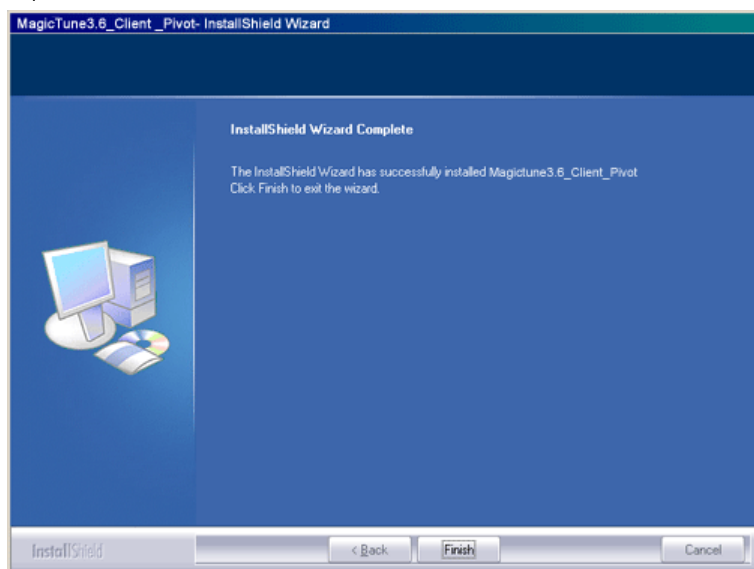 MagicTune3.6_Client _Pivot- InstallShield Wizard
InstallShield Wizard Complete
The InstallShield Wizard has successfully installed Magictune3.6_Client_Pivot
Click Finish to exit the wizard.
InstallShield
< Back
Finish
Cancel